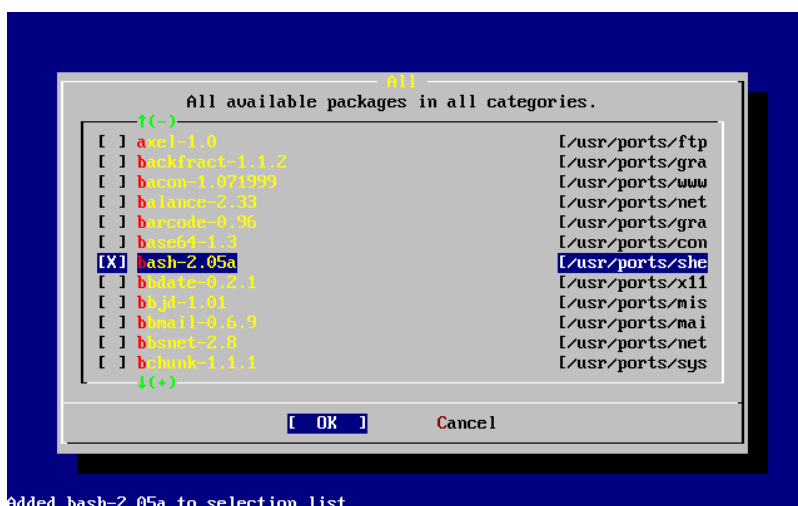 All
All available packages in all categories.
↑(-)
[ ] axel-1.0 [/usr/ports/ftp
[ ] backfract-1.1.2 [/usr/ports/gra
[ ] bacon-1.071999 [/usr/ports/www
[ ] balance-2.33 [/usr/ports/net
[ ] barcode-0.96 [/usr/ports/gra
[ ] base64-1.3 [/usr/ports/con
[X] bash-2.05a [/usr/ports/she
[ ] bbdate-0.2.1 [/usr/ports/x11
[ ] bbjd-1.01 [/usr/ports/mis
[ ] bbmail-0.6.9 [/usr/ports/mai
[ ] bbsnet-2.8 [/usr/ports/net
[ ] bchunk-1.1.1 [/usr/ports/sys
↓(+)
[ OK ] Cancel
Added bash-2.05a to selection list